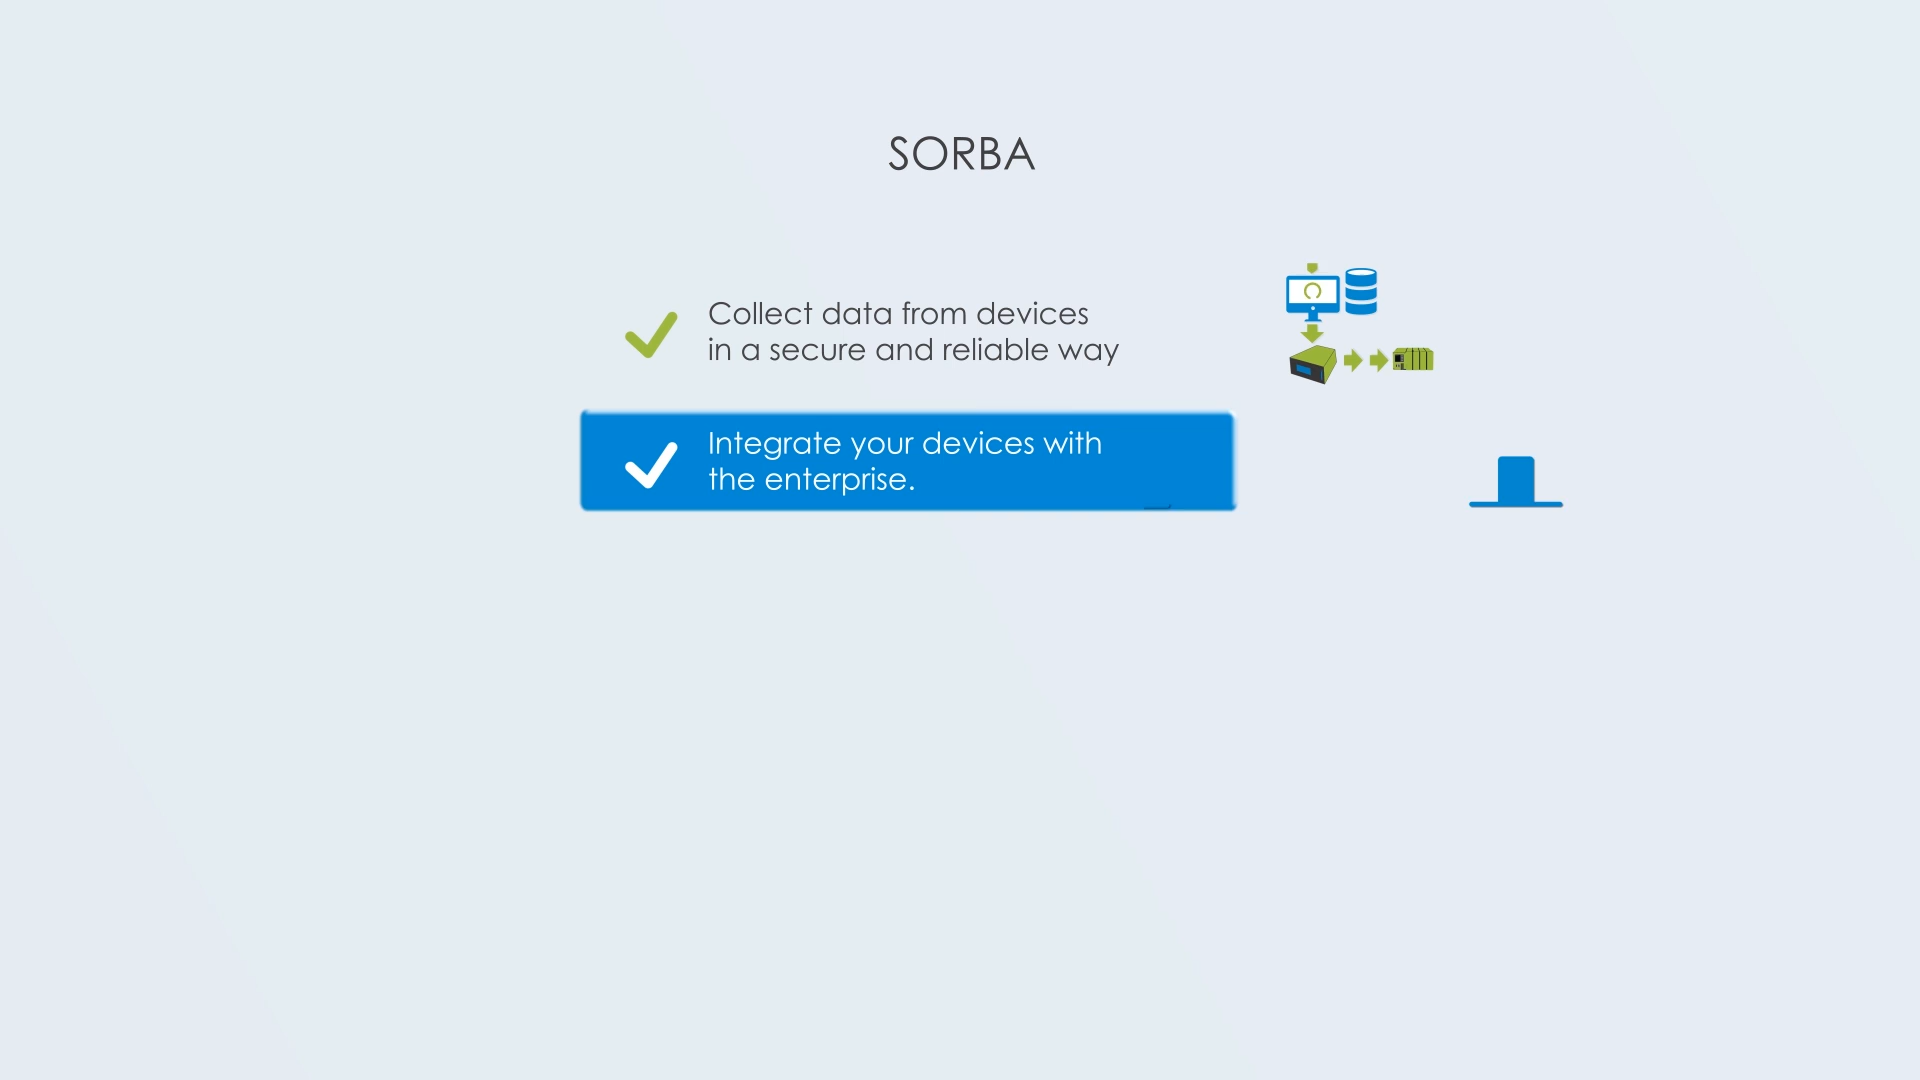 SORBA
Collect data from devices
in a secure and reliable way
Integrate your devices with
the enterprise.